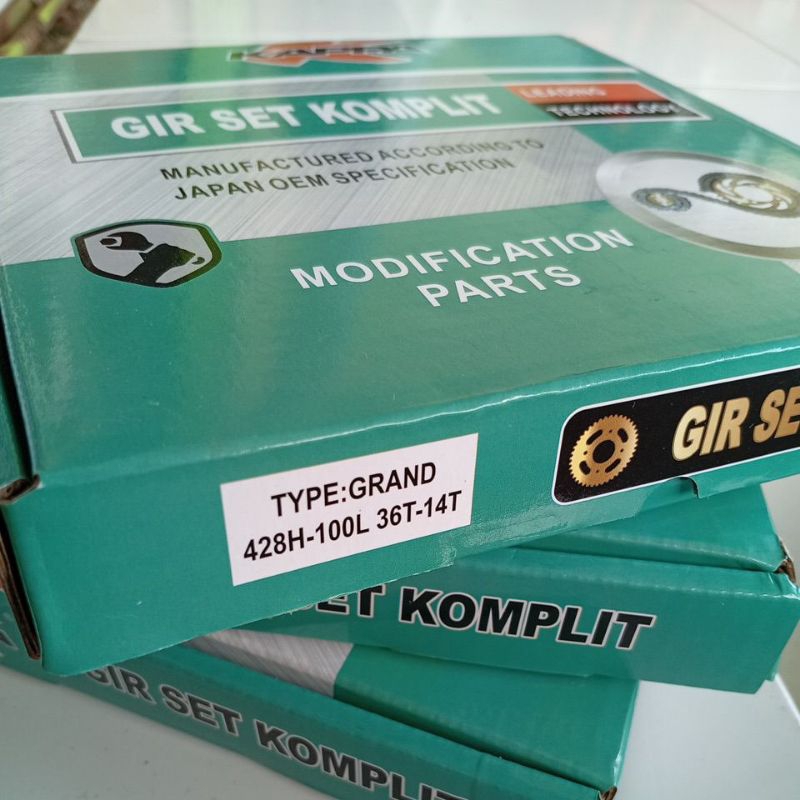 GIR SET KOMPLIT
LEADING
TECHNOLOGY
MANUFACTURED ACCORDING TO
JAPAN OEM SPECIFICATION
MODIFICATION
PARTS
TYPE:GRAND
428H-100L 36T-14T
GIR SE
SET KOMPLIT
GIR SET KOMPLIT